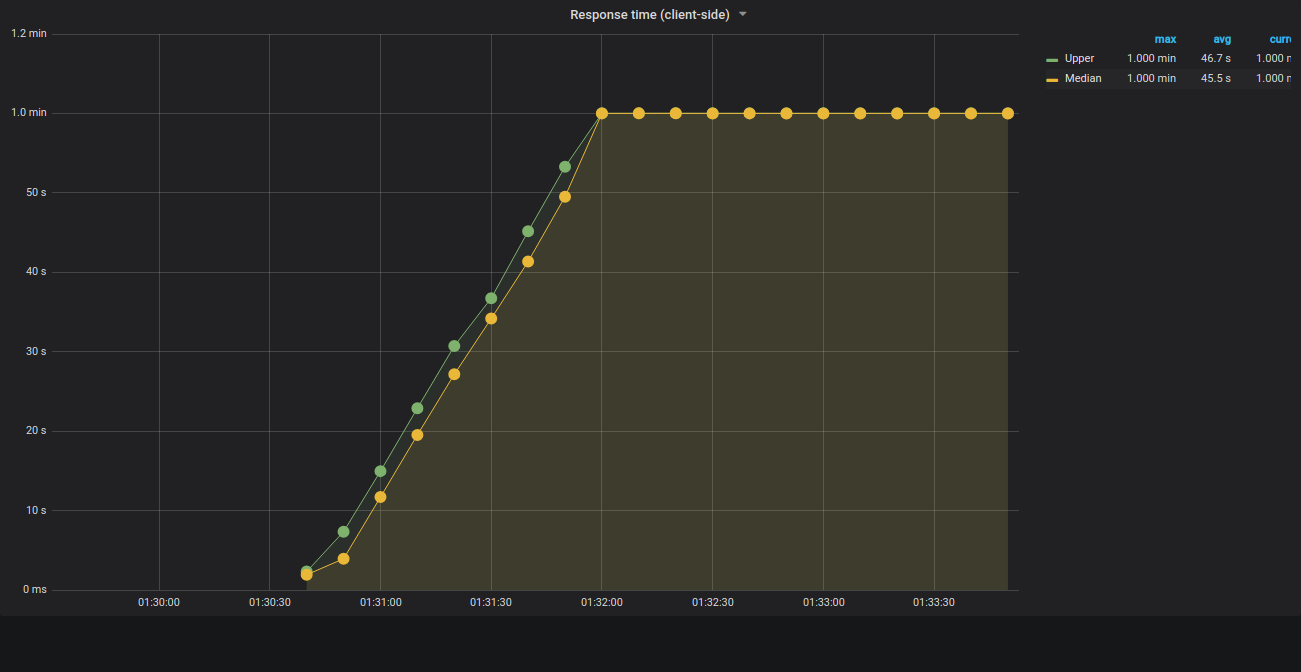 Response time (client-side)
1.2 min
1.0 min
50 s
40 s
30 s
20 s
10 s
0 ms
01:30:00 01:30:30 01:31:00 01:31:30 01:32:00 01:32:30 01:33:00 01:33:30
max avg curr
Upper 1.000 min 46.7 s 1.000
Median 1.000 min 45.5 s 1.000